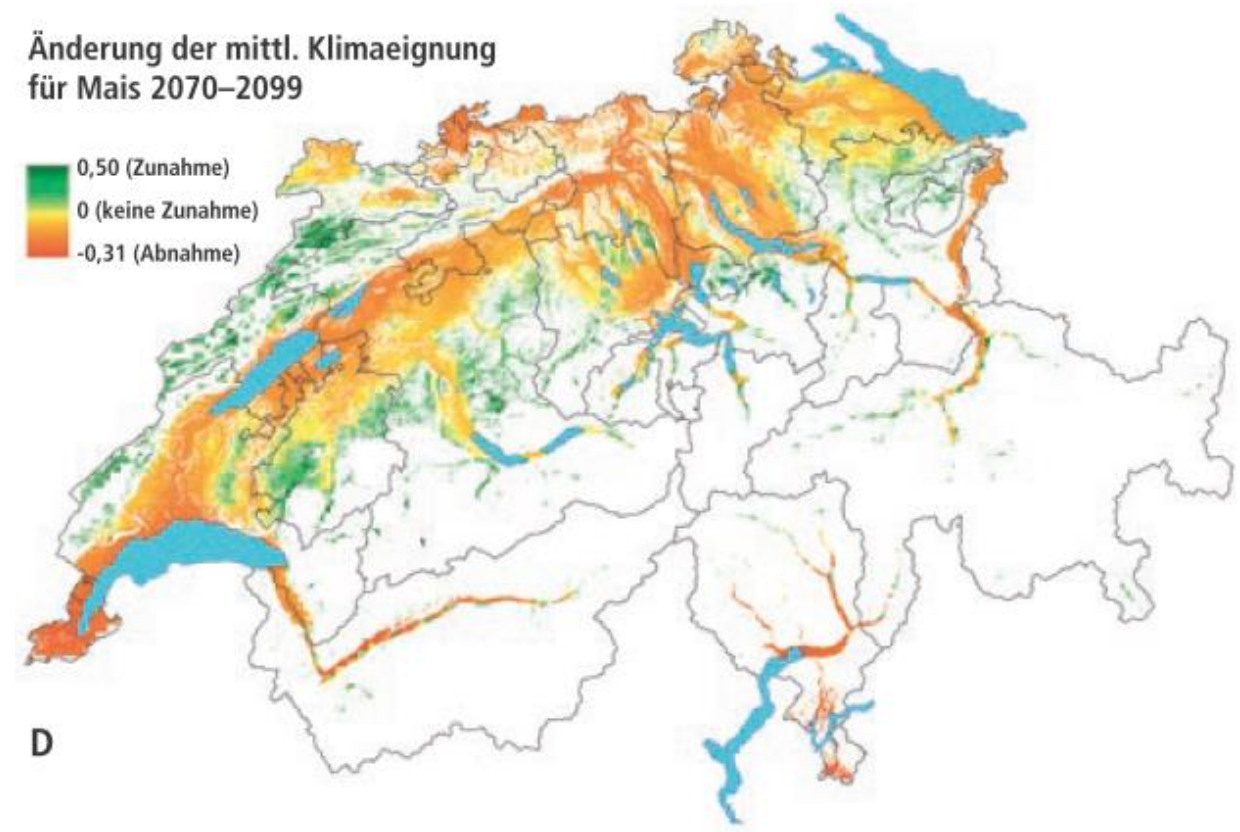 Änderung der mittl. Klimaeignung
für Mais 2070–2099
0,50 (Zunahme)
0 (keine Zunahme)
-0,31 (Abnahme)
D